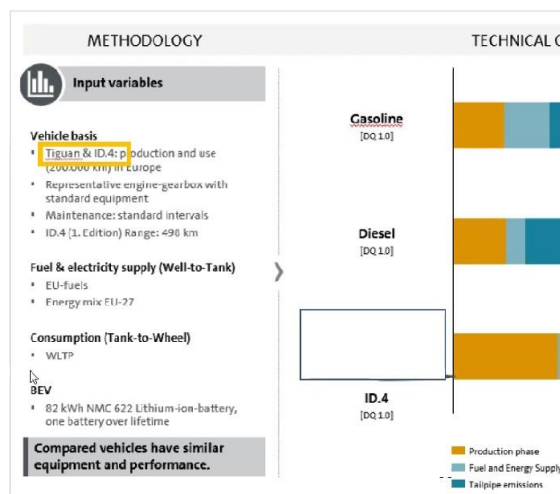 METHODOLOGY
TECHNICAL
Input variables
Vehicle basis
▪ Tiguan & ID.4: production and use
(200.000 km) in Europe
▪ Representative engine-gearbox with
standard equipment
▪ Maintenance: standard intervals
▪ ID.4 (1. Edition) Range: 496 km
Fuel & electricity supply (Well-to-Tank)
▪ EU-fuels
▪ Energy mix EU-27
Consumption (Tank-to-Wheel)
▪ WLTP
BEV
▪ 82 kWh NMC 622 Lithium-ion-battery,
one battery over lifetime
Compared vehicles have similar
equipment and performance.
Gasoline
[DQ 1.0]
Diesel
[DQ 1.0]
ID.4
[DQ 1.0]
Production phase
Fuel and Energy Supply
Tailpipe emissions